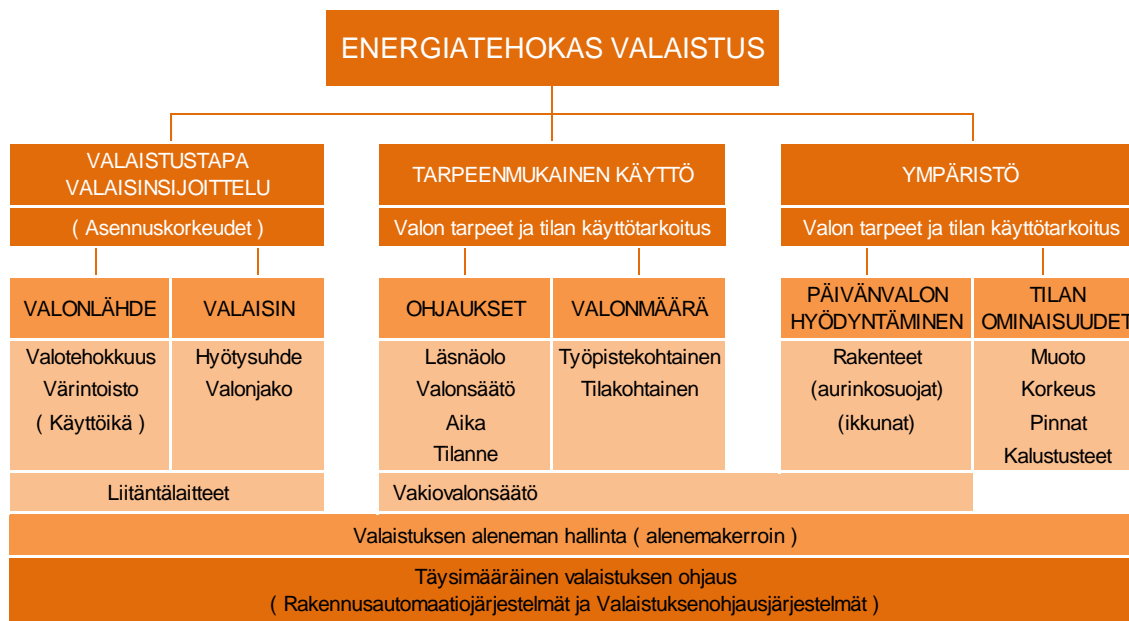 ENERGIATEHOKAS VALAISTUS
VALAISTUSTAPA
VALAISINSIJOITTELU
( Asennuskorkeudet )
VALONLÄHDE
Valotehokkuus
Värintoisto
( Käyttöikä )
VALAISIN
Hyötysuhde
Valonjako
Liitäntälaitteet
TARPEENMUKAINEN KÄYTTÖ
Valon tarpeet ja tilan käyttötarkoitus
OHJAUKSET
Läsnäolo
Valonsäätö
Aika
Tilanne
VALONMÄÄRÄ
Työpistekohtainen
Tilakohtainen
YMPÄRISTÖ
Valon tarpeet ja tilan käyttötarkoitus
PÄIVÄNVALON
HYÖDYNTÄMINEN
Rakenteet
(aurinkosuojat)
(ikkunat)
TILAN
OMINAISUUDET
Muoto
Korkeus
Pinnat
Kalustusteet
Vakiovalonsäätö
Valaistuksen aleneman hallinta ( alenemakerroin )
Täysimääräinen valaistuksen ohjaus
( Rakennusautomaatiojärjestelmät ja Valaistuksenohjausjärjestelmät )